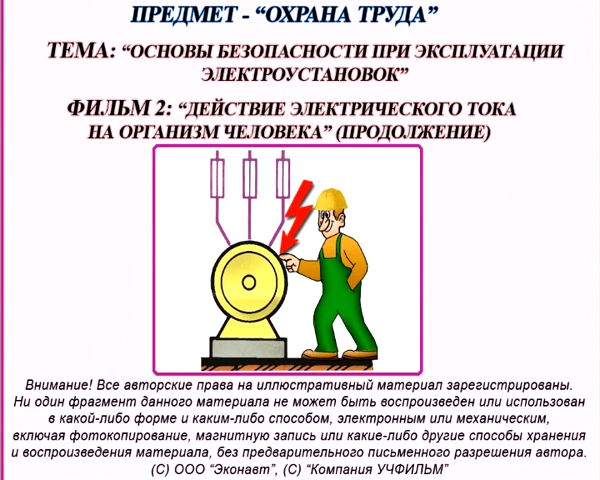 ПРЕДМЕТ - “ОХРАНА ТРУДА”
ТЕМА: “ОСНОВЫ БЕЗОПАСНОСТИ ПРИ ЭКСПЛУАТАЦИИ
ЭЛЕКТРОУСТАНОВОК”
ФИЛЬМ 2: “ДЕЙСТВИЕ ЭЛЕКТРИЧЕСКОГО ТОКА
НА ОРГАНИЗМ ЧЕЛОВЕКА” (ПРОДОЛЖЕНИЕ)
Внимание! Все авторские права на иллюстративный материал зарегистрированы.
Ни один фрагмент данного материала не может быть воспроизведен или использован
в какой-либо форме и каким-либо способом, электронным или механическим,
включая фотокопирование, магнитную запись или какие-либо другие способы хранения
и воспроизведения материала, без предварительного письменного разрешения автора.
(С) ООО “Эконавт”, (С) “Компания УЧФИЛЬМ”